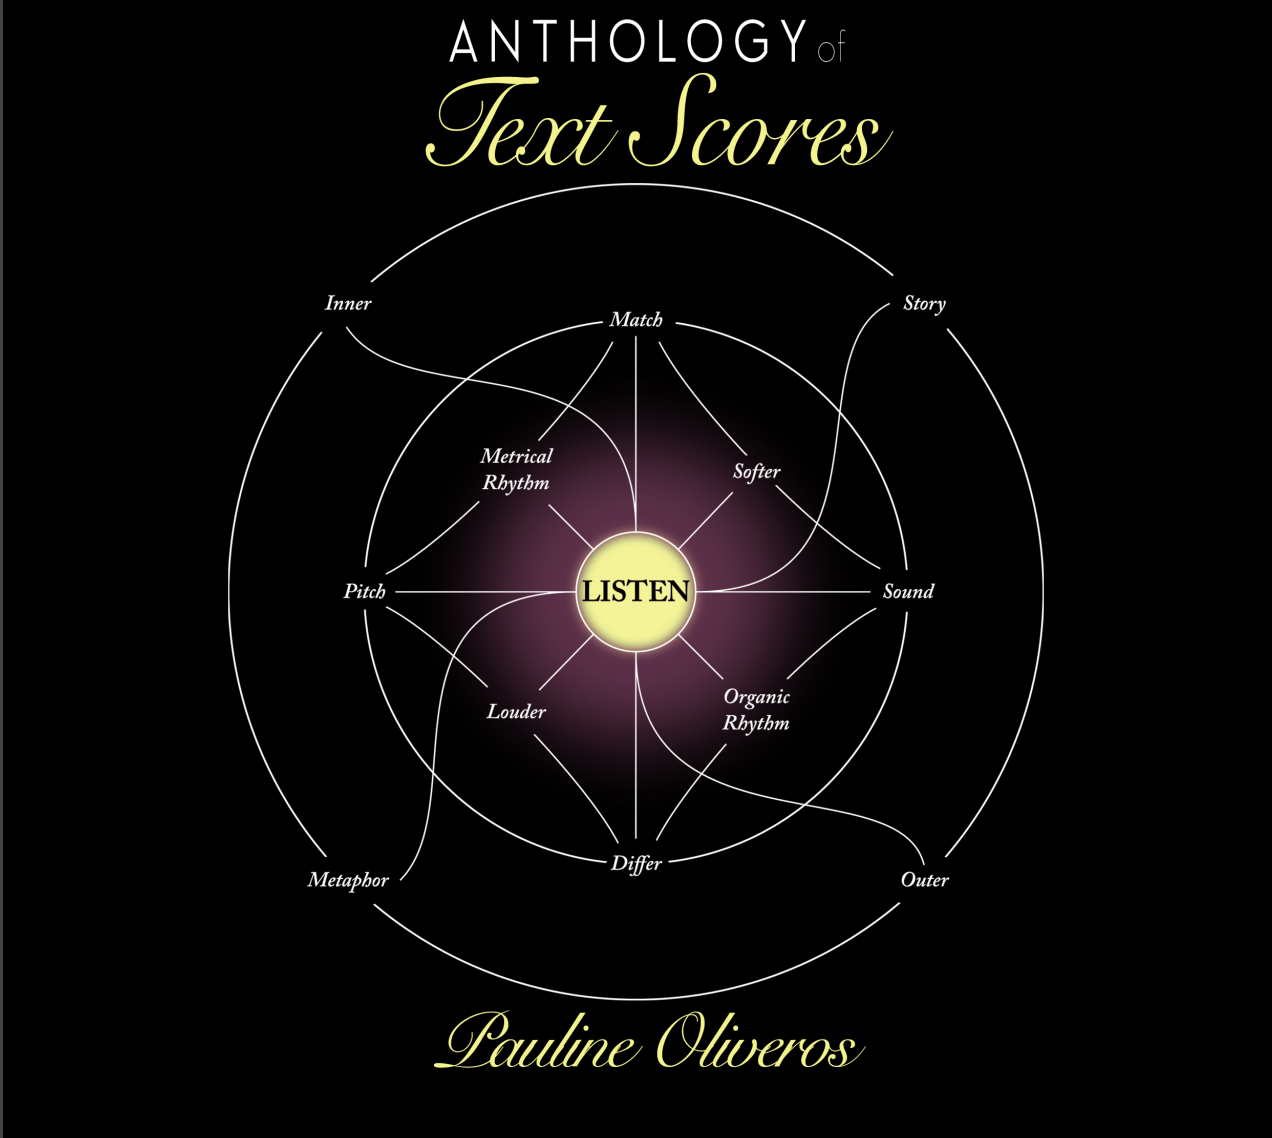 ANTHOLOGY of
Text Scores
Inner
Story
Match
Metrical
Rhythm
Softer
Pitch
LISTEN
Sound
Louder
Organic
Rhythm
Differ
Metaphor
Outer
Pauline Oliveros